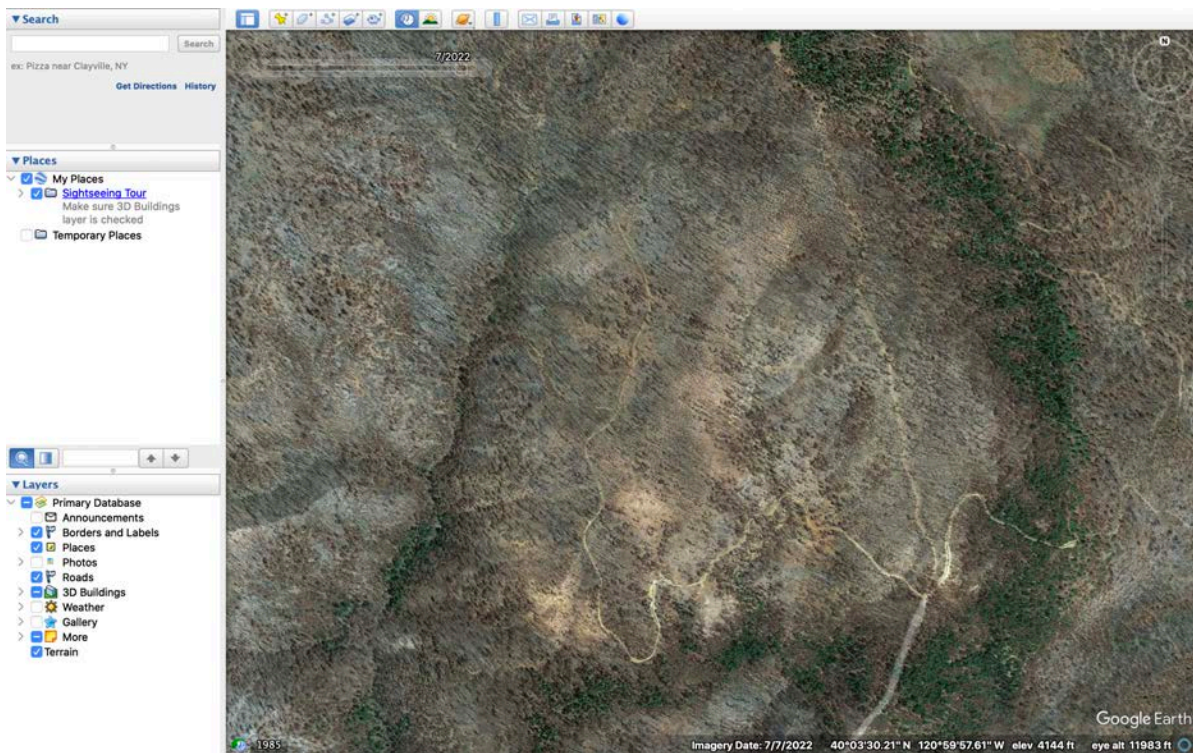 Search
Search
ex: Pizza near Clayville, NY
Get Directions History
Places
My Places
Sightseeing Tour
Make sure 3D Buildings
layer is checked
Temporary Places
Layers
Primary Database
Announcements
Borders and Labels
Places
Photos
Roads
3D Buildings
Weather
Gallery
More
Terrain
7/2022
N
Google Earth
1985
Imagery Date: 7/7/2022 40°03'30.21" N 120°59'57.61" W elev 4144 ft eye alt 11983 ft